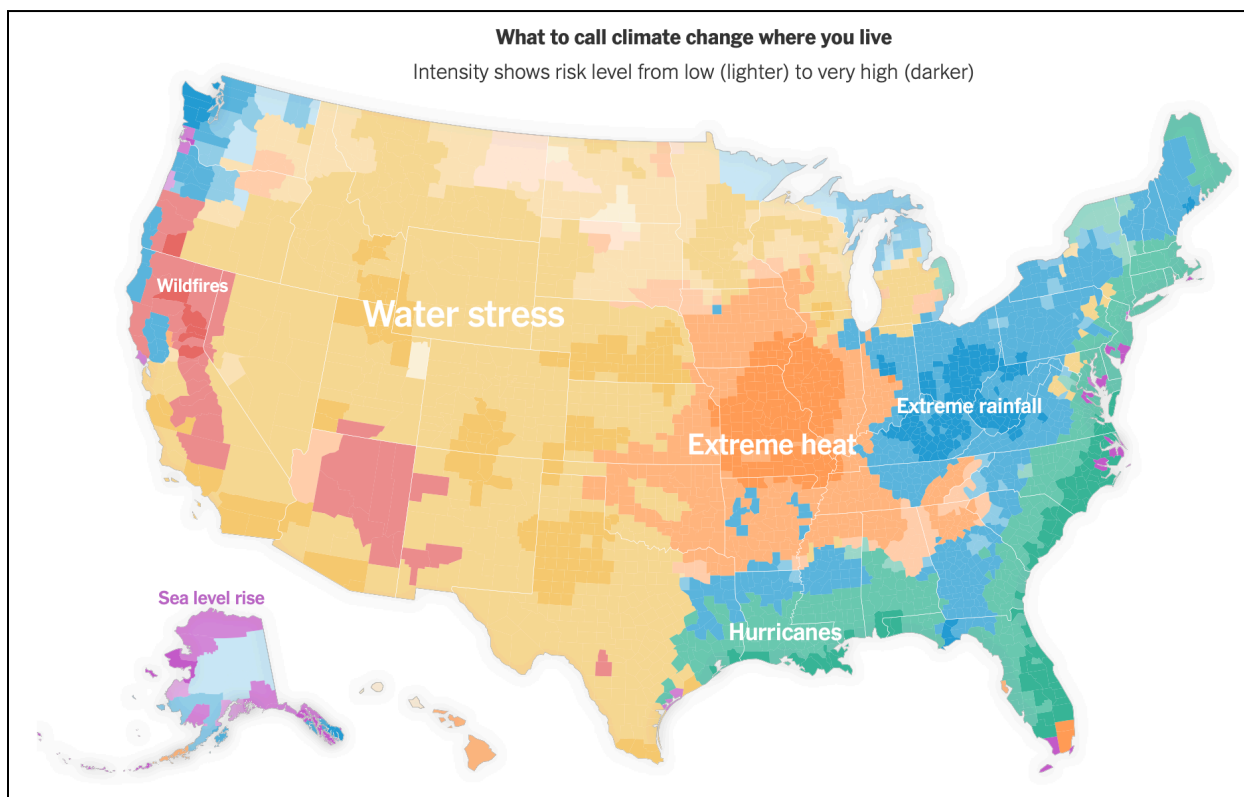 What to call climate change where you live
Intensity shows risk level from low (lighter) to very high (darker)
Wildfires
Water stress
Extreme rainfall
Extreme heat
Sea level rise
Hurricanes